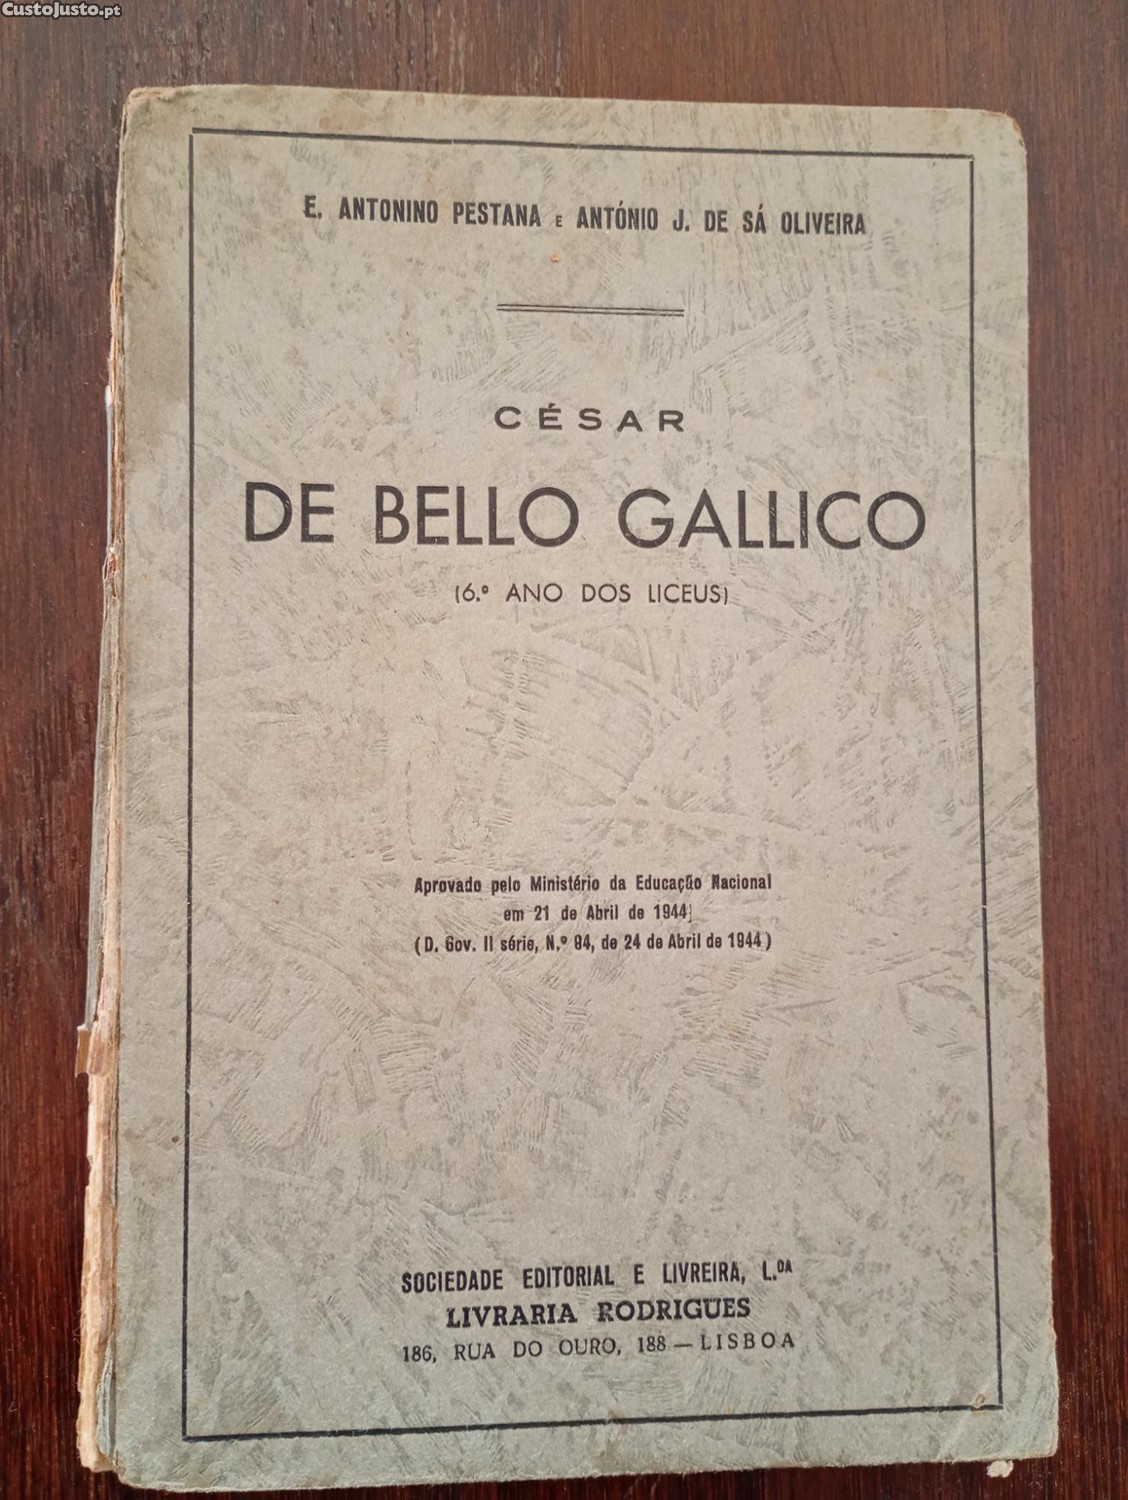 CustoJusto.pt
E. ANTONINO PESTANA E ANTÓNIO J. DE SÁ OLIVEIRA
CÉSAR
DE BELLO GALLICO
(6.º ANO DOS LICEUS)
Aprovado pelo Ministério da Educação Nacional
em 21 de Abril de 1944
(D. Gov. II série, N.º 94, de 24 de Abril de 1944)
SOCIEDADE EDITORIAL E LIVREIRA, L.DA
LIVRARIA RODRIGUES
186, RUA DO OURO, 188 — LISBOA